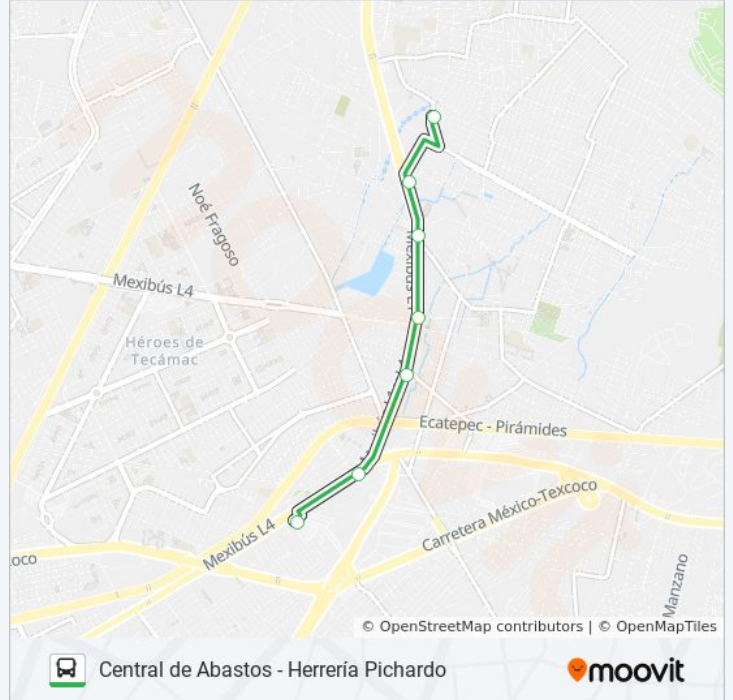 Noé Fragoso
Mexibús L4
Héroes de
Tecámac
Ecatepec - Pirámides
Carretera México-Texcoco
Mexibús L4
oco
Manzano
© OpenStreetMap contributors | © OpenMapTiles
Central de Abastos - Herrería Pichardo
moovit